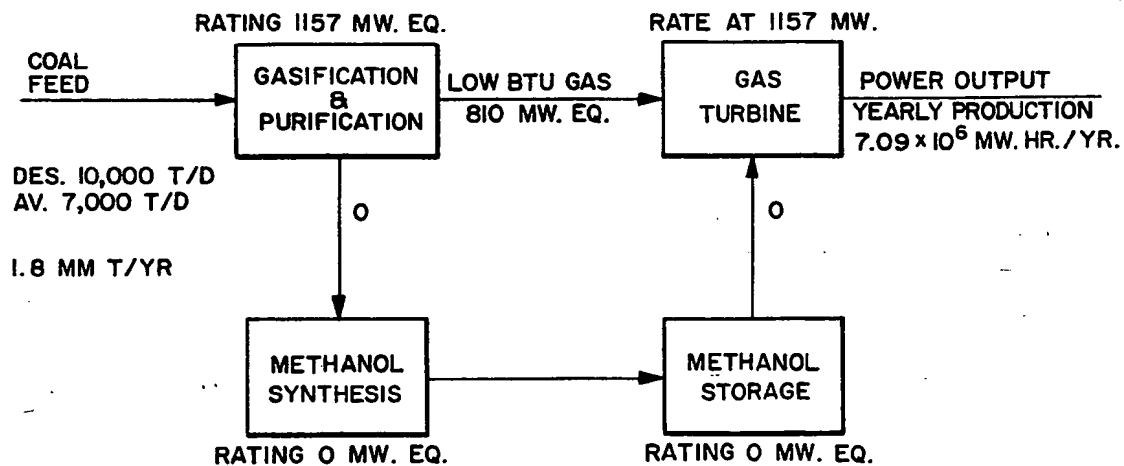 RATING 1157 MW. EQ.
RATE AT 1157 MW.
COAL
FEED
GASIFICATION
&
PURIFICATION
LOW BTU GAS
810 MW. EQ.
GAS
TURBINE
POWER OUTPUT
YEARLY PRODUCTION
7.09 x 10⁶ MW. HR./YR.
DES. 10,000 T/D
AV. 7,000 T/D
0
0
1.8 MM T/YR
METHANOL
SYNTHESIS
METHANOL
STORAGE
RATING 0 MW. EQ.
RATING 0 MW. EQ.